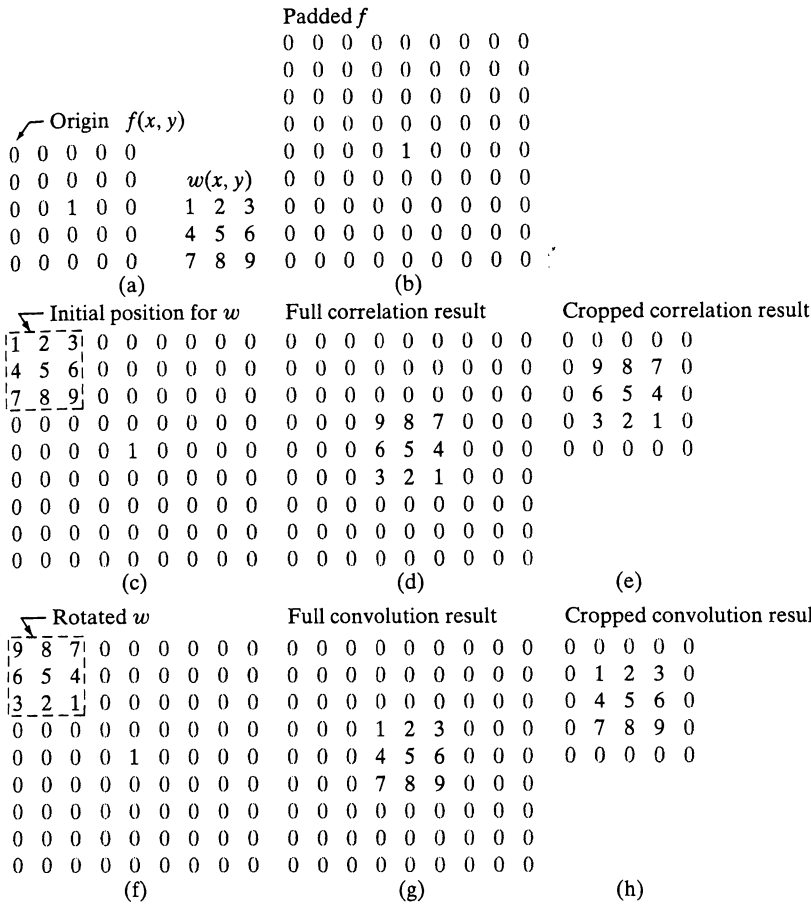 Origin f(x, y)
0 0 0 0 0
0 0 0 0 0
0 0 1 0 0
0 0 0 0 0
0 0 0 0 0
w(x, y)
1 2 3
4 5 6
7 8 9
(a)
Padded f
0 0 0 0 0 0 0 0 0
0 0 0 0 0 0 0 0 0
0 0 0 0 0 0 0 0 0
0 0 0 0 0 0 0 0 0
0 0 0 0 1 0 0 0 0
0 0 0 0 0 0 0 0 0
0 0 0 0 0 0 0 0 0
0 0 0 0 0 0 0 0 0
0 0 0 0 0 0 0 0 0
(b)
Initial position for w
1 2 3 0 0 0 0 0 0
4 5 6 0 0 0 0 0 0
7 8 9 0 0 0 0 0 0
0 0 0 0 0 0 0 0 0
0 0 0 0 1 0 0 0 0
0 0 0 0 0 0 0 0 0
0 0 0 0 0 0 0 0 0
0 0 0 0 0 0 0 0 0
0 0 0 0 0 0 0 0 0
(c)
Full correlation result
0 0 0 0 0 0 0 0 0
0 0 0 0 0 0 0 0 0
0 0 0 0 0 0 0 0 0
0 0 0 9 8 7 0 0 0
0 0 0 6 5 4 0 0 0
0 0 0 3 2 1 0 0 0
0 0 0 0 0 0 0 0 0
0 0 0 0 0 0 0 0 0
0 0 0 0 0 0 0 0 0
(d)
Cropped correlation result
0 0 0 0 0
0 9 8 7 0
0 6 5 4 0
0 3 2 1 0
0 0 0 0 0
(e)
Rotated w
9 8 7 0 0 0 0 0 0
6 5 4 0 0 0 0 0 0
3 2 1 0 0 0 0 0 0
0 0 0 0 0 0 0 0 0
0 0 0 0 1 0 0 0 0
0 0 0 0 0 0 0 0 0
0 0 0 0 0 0 0 0 0
0 0 0 0 0 0 0 0 0
0 0 0 0 0 0 0 0 0
(f)
Full convolution result
0 0 0 0 0 0 0 0 0
0 0 0 0 0 0 0 0 0
0 0 0 0 0 0 0 0 0
0 0 0 1 2 3 0 0 0
0 0 0 4 5 6 0 0 0
0 0 0 7 8 9 0 0 0
0 0 0 0 0 0 0 0 0
0 0 0 0 0 0 0 0 0
0 0 0 0 0 0 0 0 0
(g)
Cropped convolution resul
0 0 0 0 0
0 1 2 3 0
0 4 5 6 0
0 7 8 9 0
0 0 0 0 0
(h)